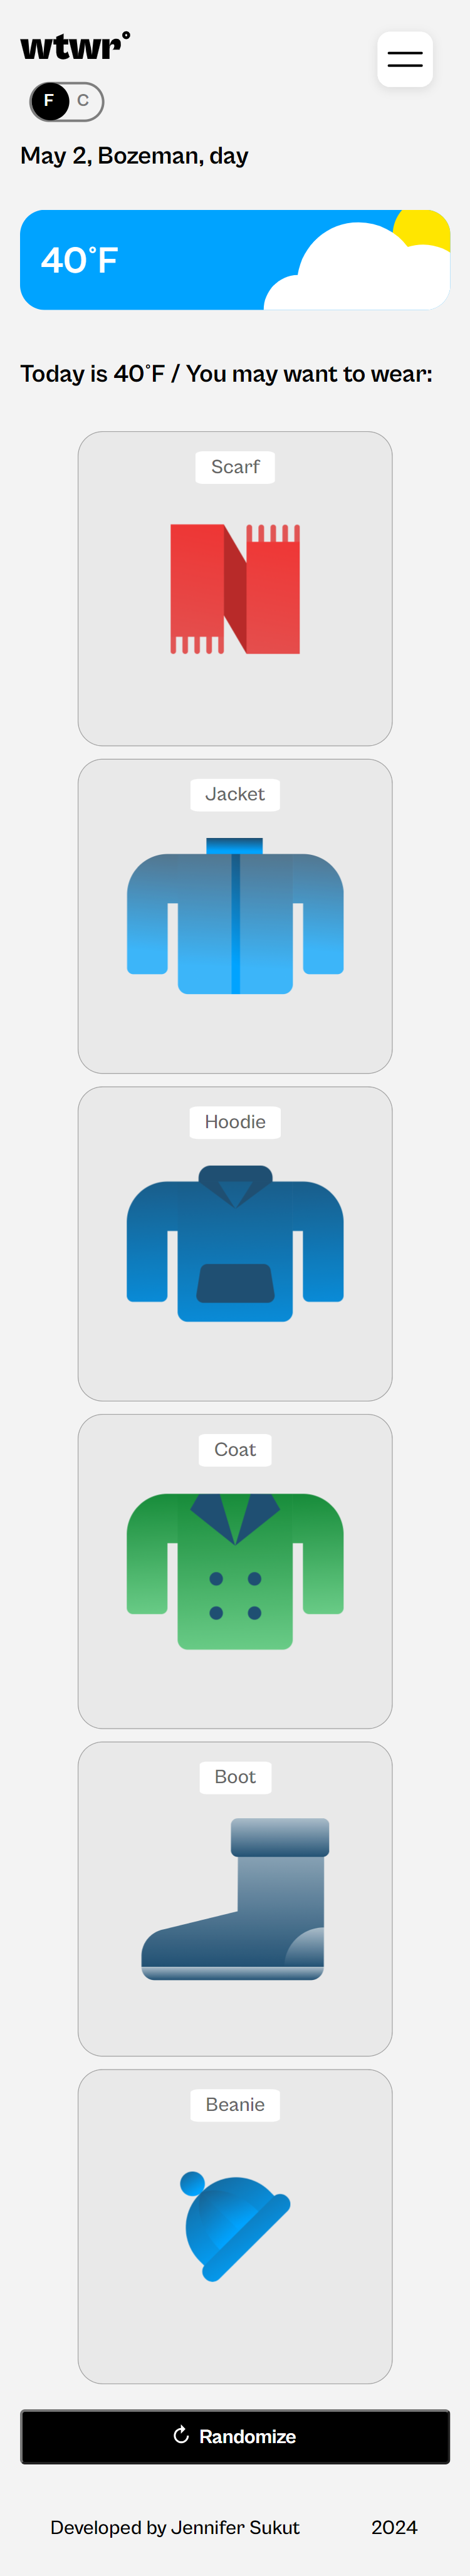 wtwr°
F C
May 2, Bozeman, day
40°F
Today is 40°F / You may want to wear:
Scarf
Jacket
Hoodie
Coat
Boot
Beanie
Randomize
Developed by Jennifer Sukut 2024